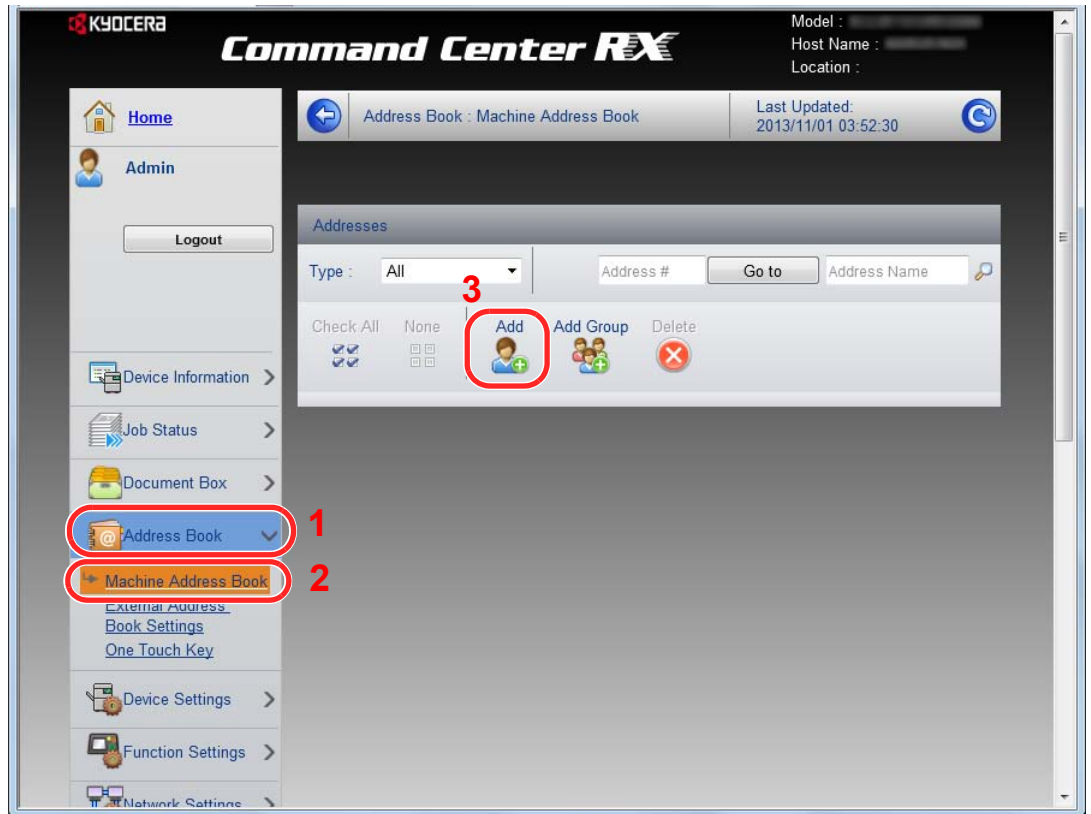 KYOCERA
Command Center RX
Model :
Host Name :
Location :
Home
Admin
Logout
Device Information
Job Status
Document Box
Address Book
1
Machine Address Book
2
External Address
Book Settings
One Touch Key
Device Settings
Function Settings
Network Settings
Address Book : Machine Address Book
Last Updated:
2013/11/01 03:52:30
Addresses
Type : All
Address # Go to Address Name
3
Check All None Add Add Group Delete